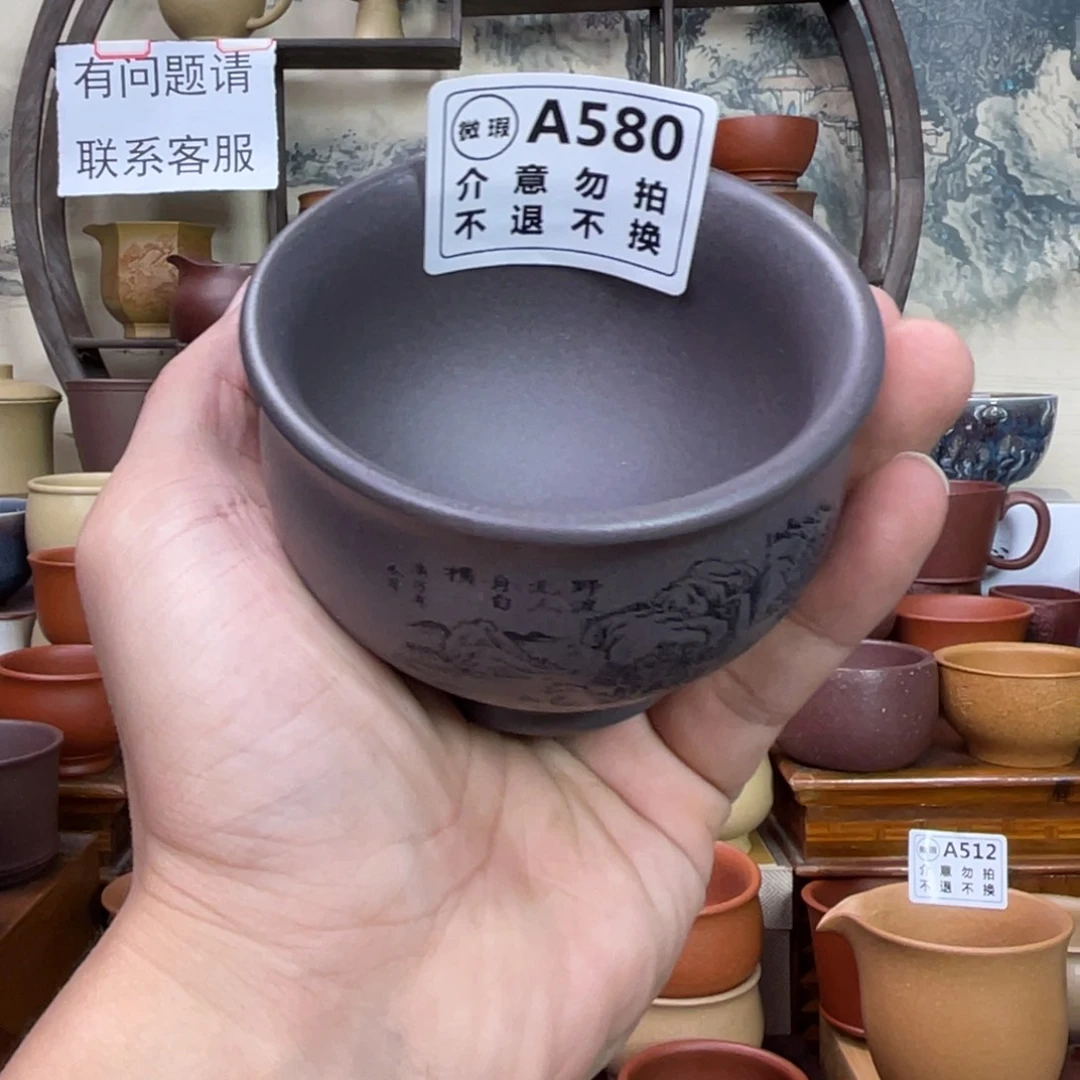 有问题请
联系客服
微瑕 A580
介意勿拍
不退不换
野渡
无人
舟自
横
微瑕 A512
介意勿拍
不退不换